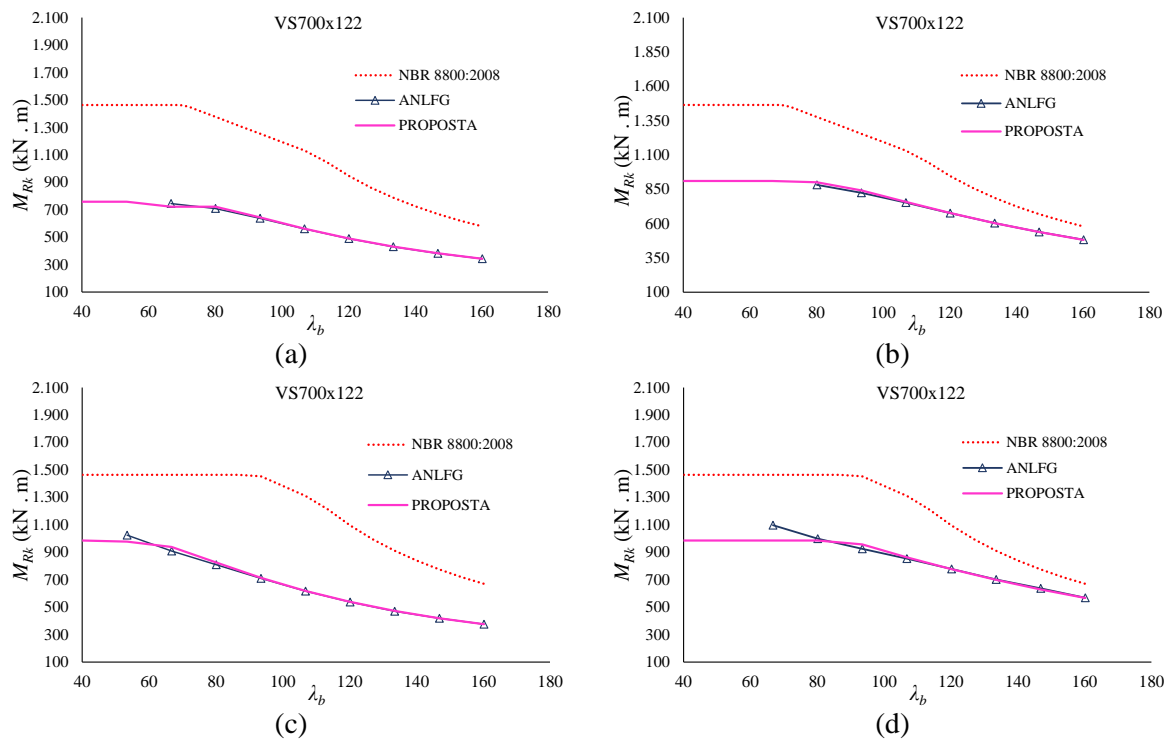 VS700x122
2.100
1.900
1.700
1.500
1.300
1.100
900
700
500
300
100
M_Rk (kN . m)
NBR 8800:2008
ANLFG
PROPOSTA
40 60 80 100 120 140 160 180
λ_b
(a)
VS700x122
2.100
1.850
1.600
1.350
1.100
850
600
350
100
M_Rk (kN . m)
NBR 8800:2008
ANLFG
PROPOSTA
40 60 80 100 120 140 160 180
λ_b
(b)
VS700x122
2.100
1.900
1.700
1.500
1.300
1.100
900
700
500
300
100
M_Rk (kN . m)
NBR 8800:2008
ANLFG
PROPOSTA
40 60 80 100 120 140 160 180
λ_b
(c)
VS700x122
2.100
1.900
1.700
1.500
1.300
1.100
900
700
500
300
100
M_Rk (kN . m)
NBR 8800:2008
ANLFG
PROPOSTA
40 60 80 100 120 140 160 180
λ_b
(d)